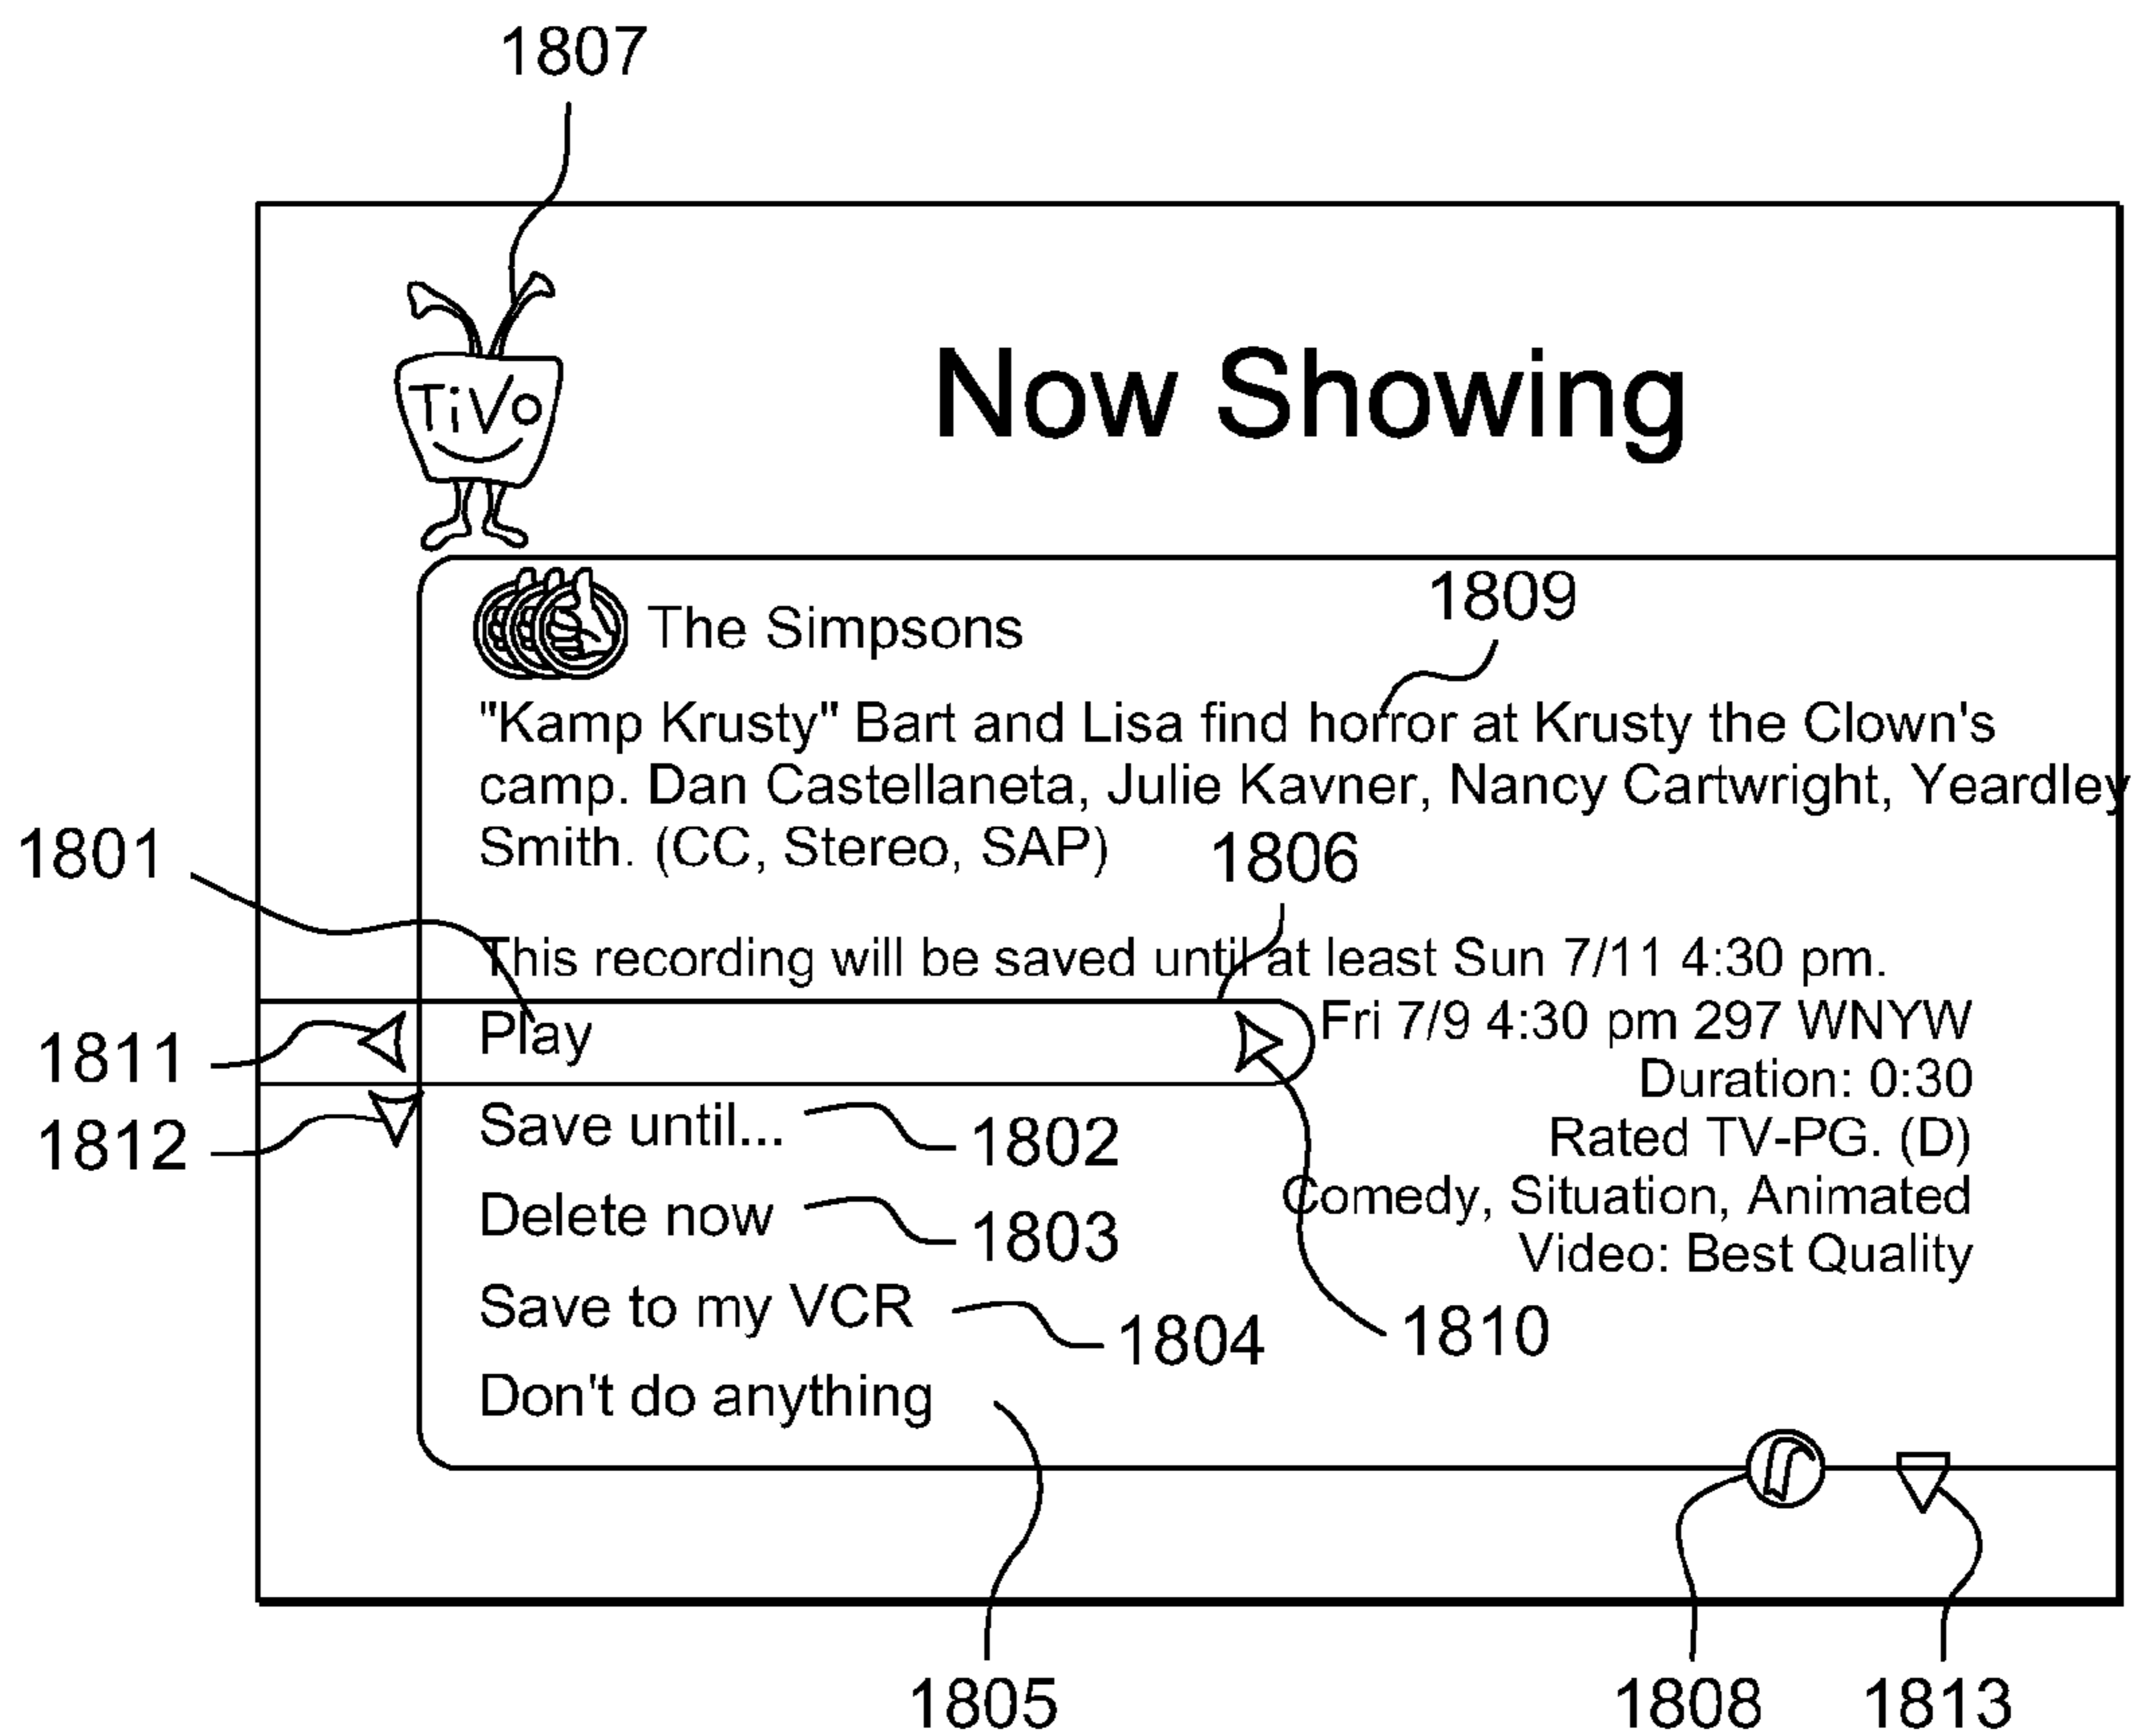 1807
TiVo
Now Showing
The Simpsons
1809
"Kamp Krusty" Bart and Lisa find horror at Krusty the Clown's
camp. Dan Castellaneta, Julie Kavner, Nancy Cartwright, Yeardley
Smith. (CC, Stereo, SAP)
1801
1806
This recording will be saved until at least Sun 7/11 4:30 pm.
1811
Play
Fri 7/9 4:30 pm 297 WNYW
Duration: 0:30
1812
Save until...
1802
Rated TV-PG. (D)
Comedy, Situation, Animated
Delete now
1803
Video: Best Quality
Save to my VCR
1804
1810
Don't do anything
1805
1808
1813